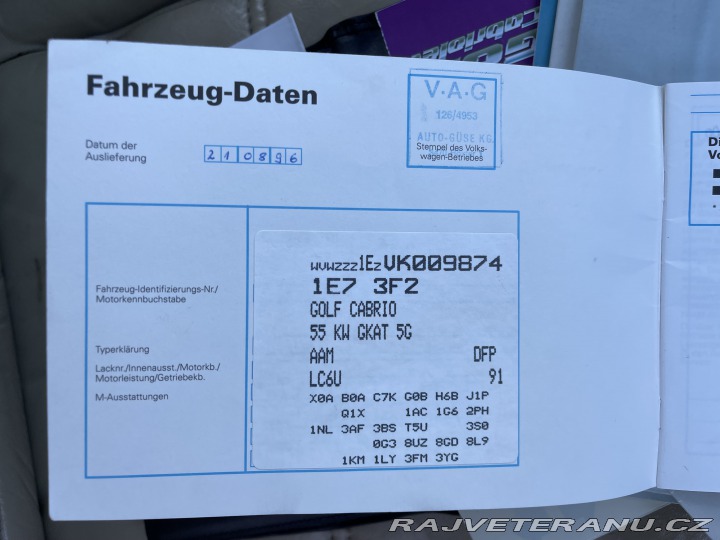 Fahrzeug-Daten
V·A·G
126/4953
AUTO-GÜSE KG
Stempel des Volks-
wagen-Betriebes
Datum der
Auslieferung
210896
Di
Vo
Fahrzeug-Identifizierungs-Nr./
Motorkennbuchstabe
Typerklärung
Lacknr./Innenausst./Motorkb./
Motorleistung/Getriebekb.
M-Ausstattungen
WVWZZZ1EZVK009874
1E7 3F2
GOLF CABRIO
55 KW GKAT 5G
AAM DFP
LC6U 91
X0A B0A C7K G0B H6B J1P
Q1X 1AC 1G6 2PH
1NL 3AF 3BS T5U 3S0
0G3 8UZ 8GD 8L9
1KM 1LY 3FM 3YG
RAJVETERANU.CZ